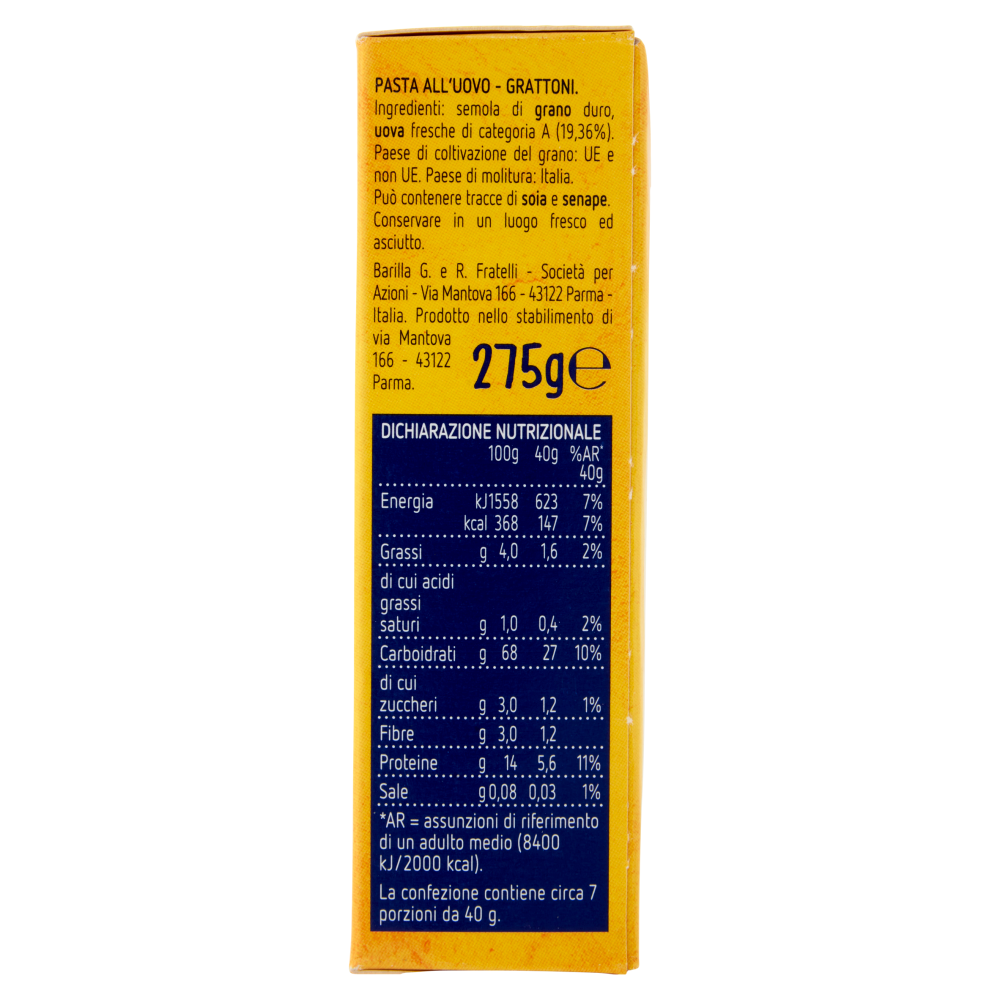 PASTA ALL'UOVO - GRATTONI.
Ingredienti: semola di grano duro,
uova fresche di categoria A (19,36%).
Paese di coltivazione del grano: UE e
non UE. Paese di molitura: Italia.
Può contenere tracce di soia e senape.
Conservare in un luogo fresco ed
asciutto.
Barilla G. e R. Fratelli - Società per
Azioni - Via Mantova 166 - 43122 Parma -
Italia. Prodotto nello stabilimento di
via Mantova
166 - 43122
Parma.
275g℮
DICHIARAZIONE NUTRIZIONALE
100g 40g %AR*
40g
Energia kJ1558 623 7%
kcal 368 147 7%
Grassi g 4,0 1,6 2%
di cui acidi
grassi
saturi g 1,0 0,4 2%
Carboidrati g 68 27 10%
di cui
zuccheri g 3,0 1,2 1%
Fibre g 3,0 1,2
Proteine g 14 5,6 11%
Sale g0,08 0,03 1%
*AR = assunzioni di riferimento
di un adulto medio (8400
kJ/2000 kcal).
La confezione contiene circa 7
porzioni da 40 g.